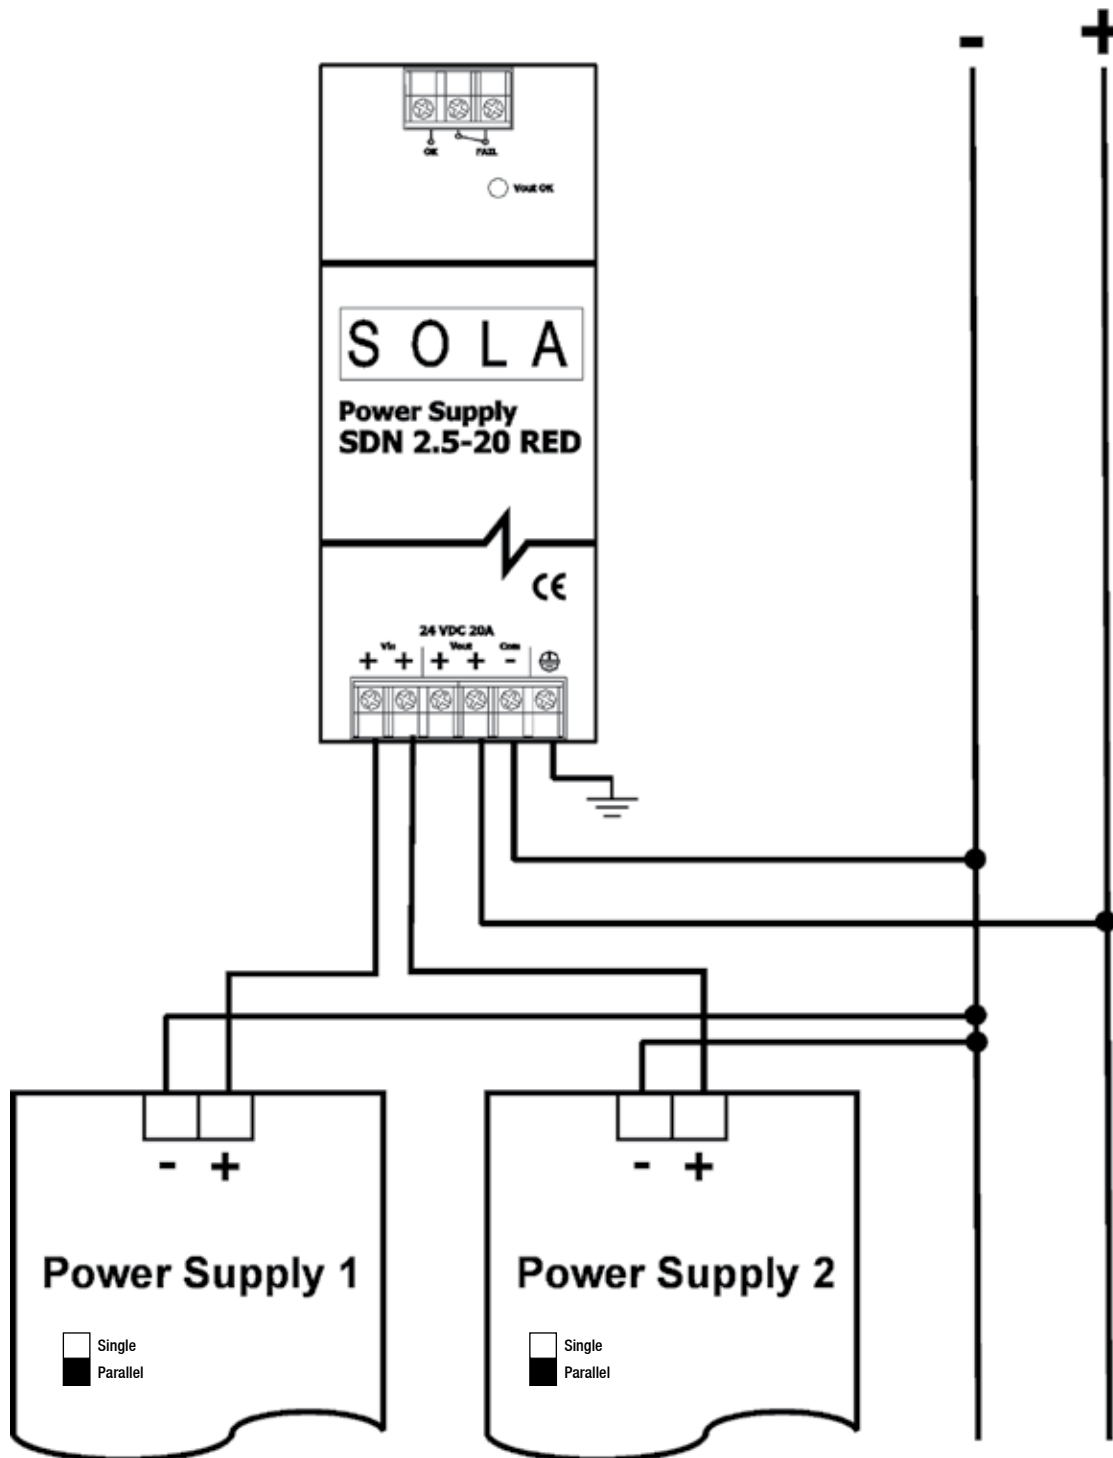 - +
OK FAIL
Vout OK
S O L A
Power Supply
SDN 2.5-20 RED
CE
24 VDC 20A
Vin Vout Com
+ + + + -
- +
Power Supply 1
Single
Parallel
- +
Power Supply 2
Single
Parallel